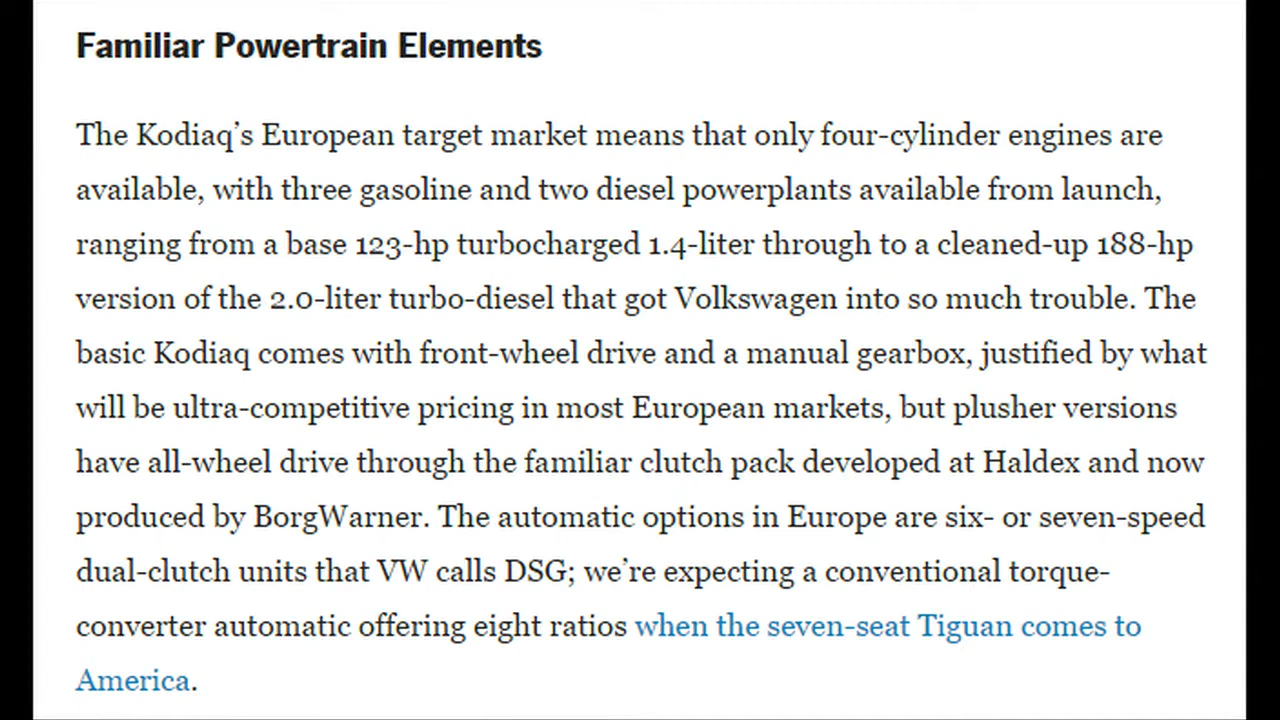 Familiar Powertrain Elements
The Kodiaq’s European target market means that only four-cylinder engines are
available, with three gasoline and two diesel powerplants available from launch,
ranging from a base 123-hp turbocharged 1.4-liter through to a cleaned-up 188-hp
version of the 2.0-liter turbo-diesel that got Volkswagen into so much trouble. The
basic Kodiaq comes with front-wheel drive and a manual gearbox, justified by what
will be ultra-competitive pricing in most European markets, but plusher versions
have all-wheel drive through the familiar clutch pack developed at Haldex and now
produced by BorgWarner. The automatic options in Europe are six- or seven-speed
dual-clutch units that VW calls DSG; we’re expecting a conventional torque-
converter automatic offering eight ratios when the seven-seat Tiguan comes to
America.